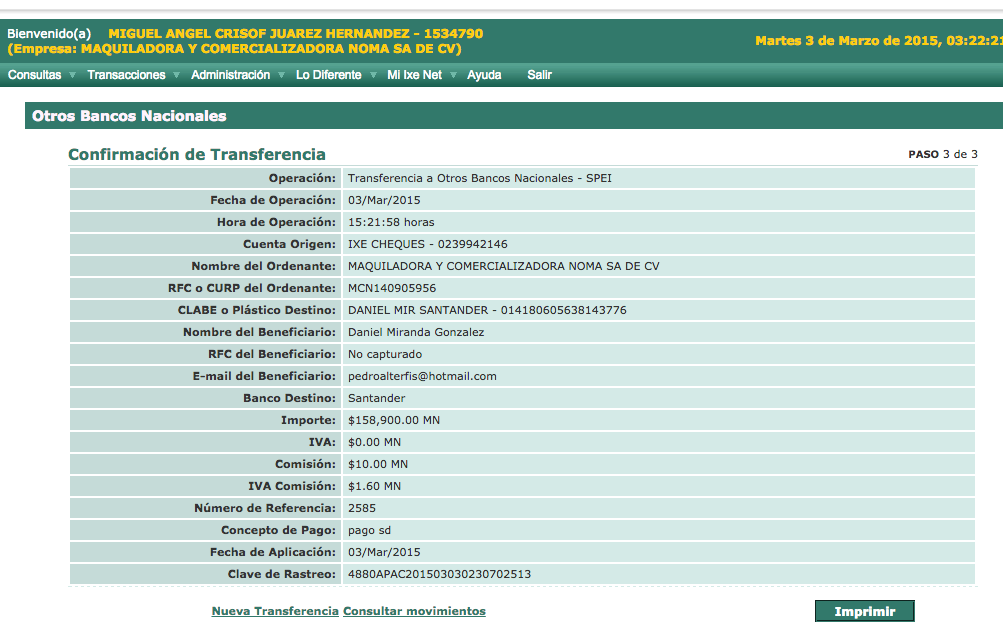 Bienvenido(a) MIGUEL ANGEL CRISOF JUAREZ HERNANDEZ - 1534790
(Empresa: MAQUILADORA Y COMERCIALIZADORA NOMA SA DE CV)
Martes 3 de Marzo de 2015, 03:22:21
Consultas Transacciones Administración Lo Diferente Mi Ixe Net Ayuda Salir
Otros Bancos Nacionales
Confirmación de Transferencia PASO 3 de 3
Operación: Transferencia a Otros Bancos Nacionales - SPEI
Fecha de Operación: 03/Mar/2015
Hora de Operación: 15:21:58 horas
Cuenta Origen: IXE CHEQUES - 0239942146
Nombre del Ordenante: MAQUILADORA Y COMERCIALIZADORA NOMA SA DE CV
RFC o CURP del Ordenante: MCN140905956
CLABE o Plástico Destino: DANIEL MIR SANTANDER - 014180605638143776
Nombre del Beneficiario: Daniel Miranda Gonzalez
RFC del Beneficiario: No capturado
E-mail del Beneficiario: pedroalterfis@hotmail.com
Banco Destino: Santander
Importe: $158,900.00 MN
IVA: $0.00 MN
Comisión: $10.00 MN
IVA Comisión: $1.60 MN
Número de Referencia: 2585
Concepto de Pago: pago sd
Fecha de Aplicación: 03/Mar/2015
Clave de Rastreo: 4880APAC201503030230702513
Nueva Transferencia Consultar movimientos Imprimir